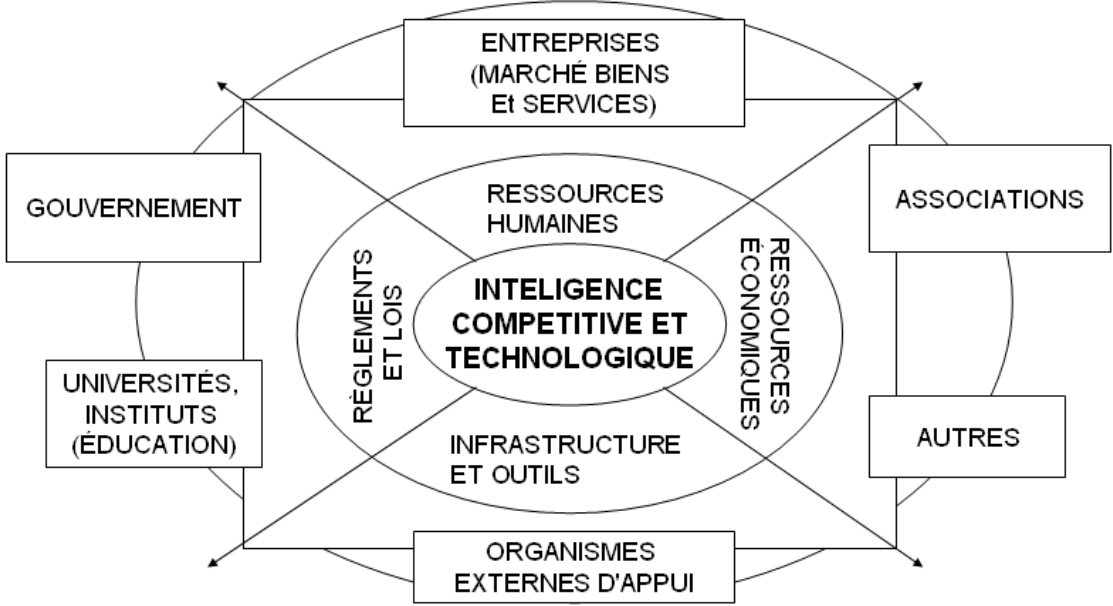 ENTREPRISES
(MARCHÉ BIENS
Et SERVICES)
GOUVERNEMENT
ASSOCIATIONS
RESSOURCES
HUMAINES
RÈGLEMENTS
ET LOIS
INTELIGENCE
COMPETITIVE ET
TECHNOLOGIQUE
RESSOURCES
ÉCONOMIQUES
UNIVERSITÉS,
INSTITUTS
(ÉDUCATION)
AUTRES
INFRASTRUCTURE
ET OUTILS
ORGANISMES
EXTERNES D'APPUI